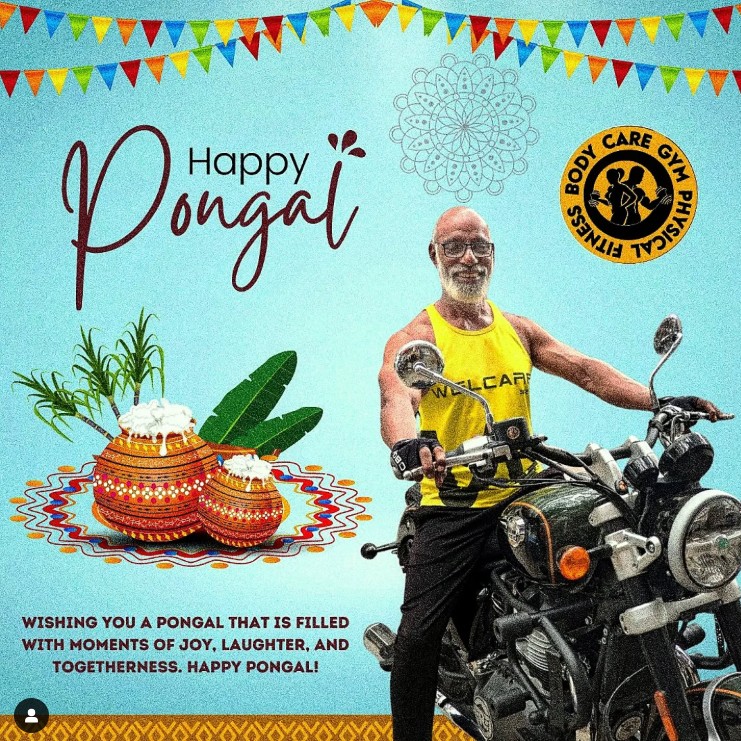 Happy
Pongal
BODY CARE GYM PHYSICAL FITNESS
WELCARE
WISHING YOU A PONGAL THAT IS FILLED
WITH MOMENTS OF JOY, LAUGHTER, AND
TOGETHERNESS. HAPPY PONGAL!